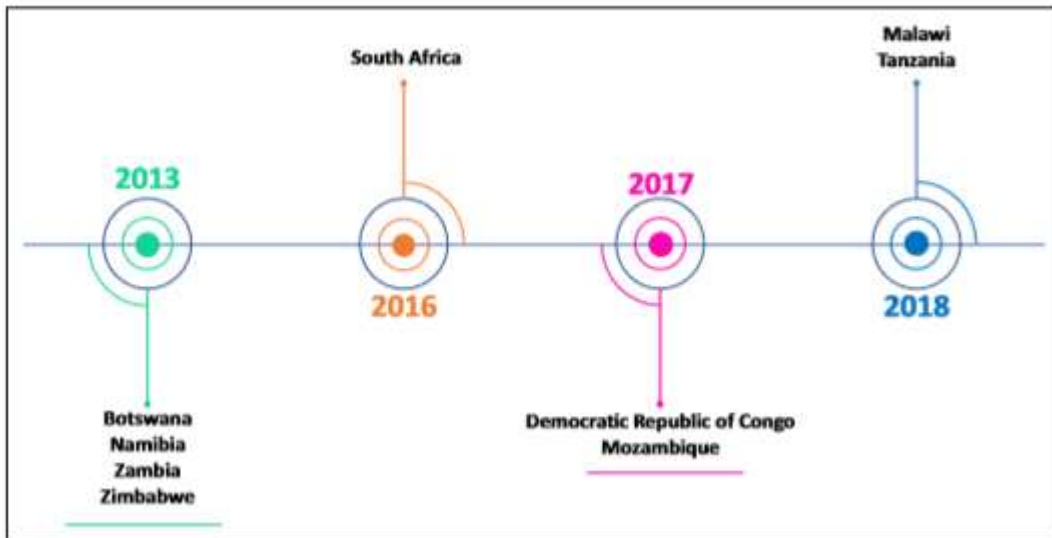 2013
Botswana
Namibia
Zambia
Zimbabwe
South Africa
2016
2017
Democratic Republic of Congo
Mozambique
Malawi
Tanzania
2018